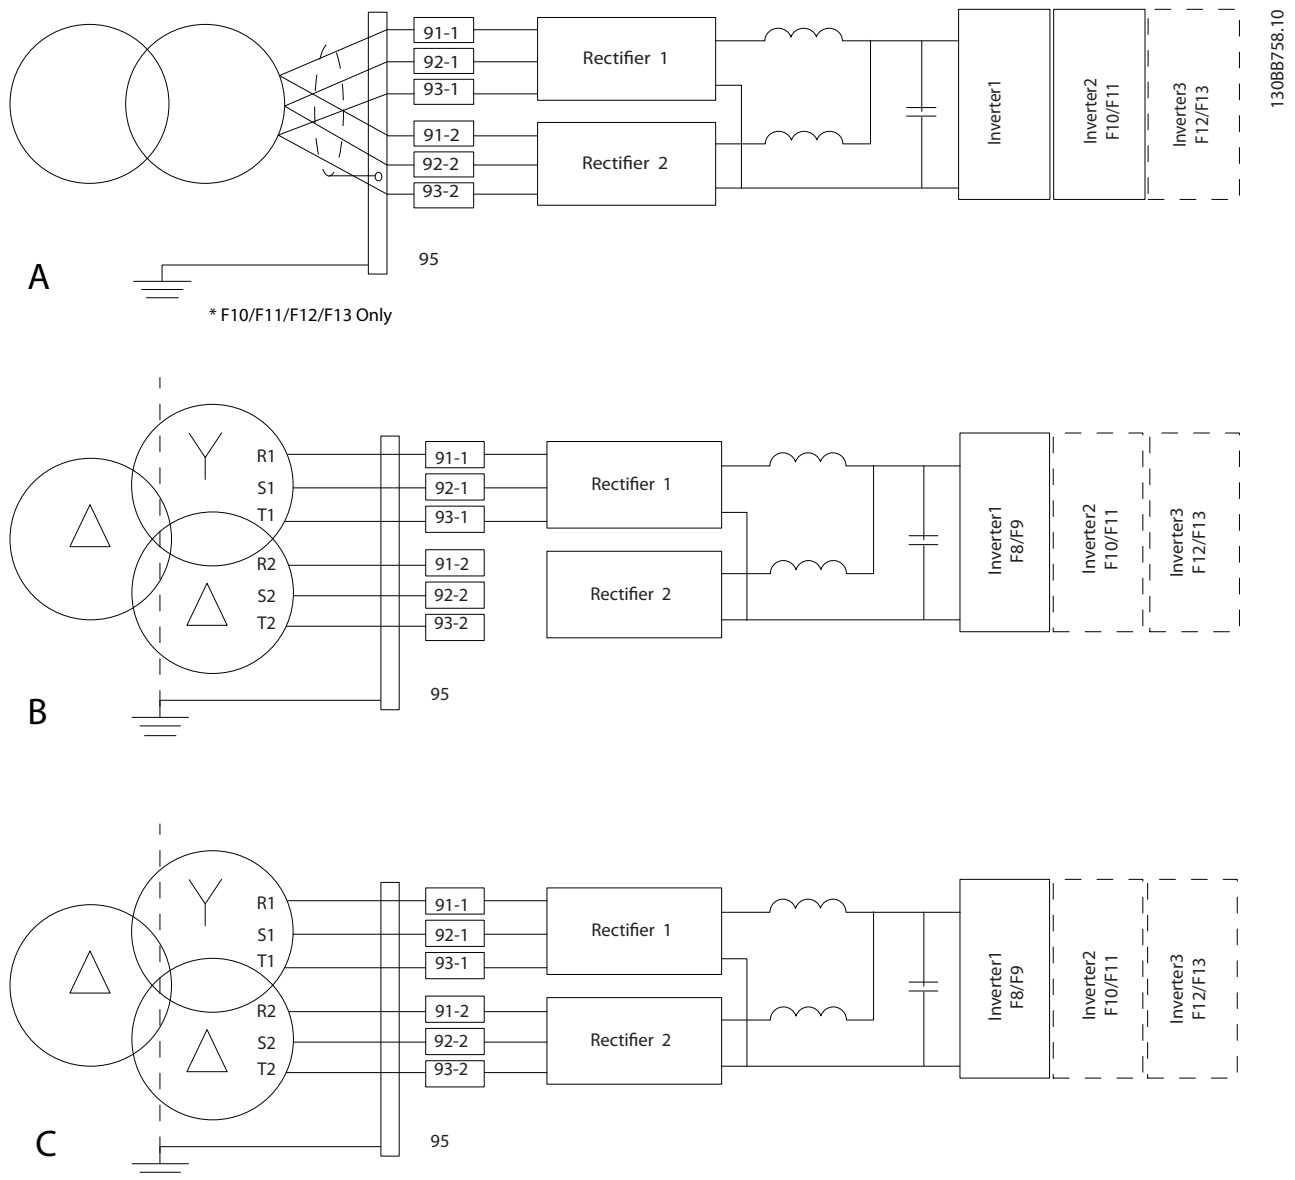 130BB758.10
91-1
92-1
93-1
91-2
92-2
93-2
Rectifier 1
Rectifier 2
Inverter1
Inverter2
F10/F11
Inverter3
F12/F13
95
A
* F10/F11/F12/F13 Only
R1
S1
T1
R2
S2
T2
91-1
92-1
93-1
91-2
92-2
93-2
Rectifier 1
Rectifier 2
Inverter1
F8/F9
Inverter2
F10/F11
Inverter3
F12/F13
95
B
R1
S1
T1
R2
S2
T2
91-1
92-1
93-1
91-2
92-2
93-2
Rectifier 1
Rectifier 2
Inverter1
F8/F9
Inverter2
F10/F11
Inverter3
F12/F13
95
C